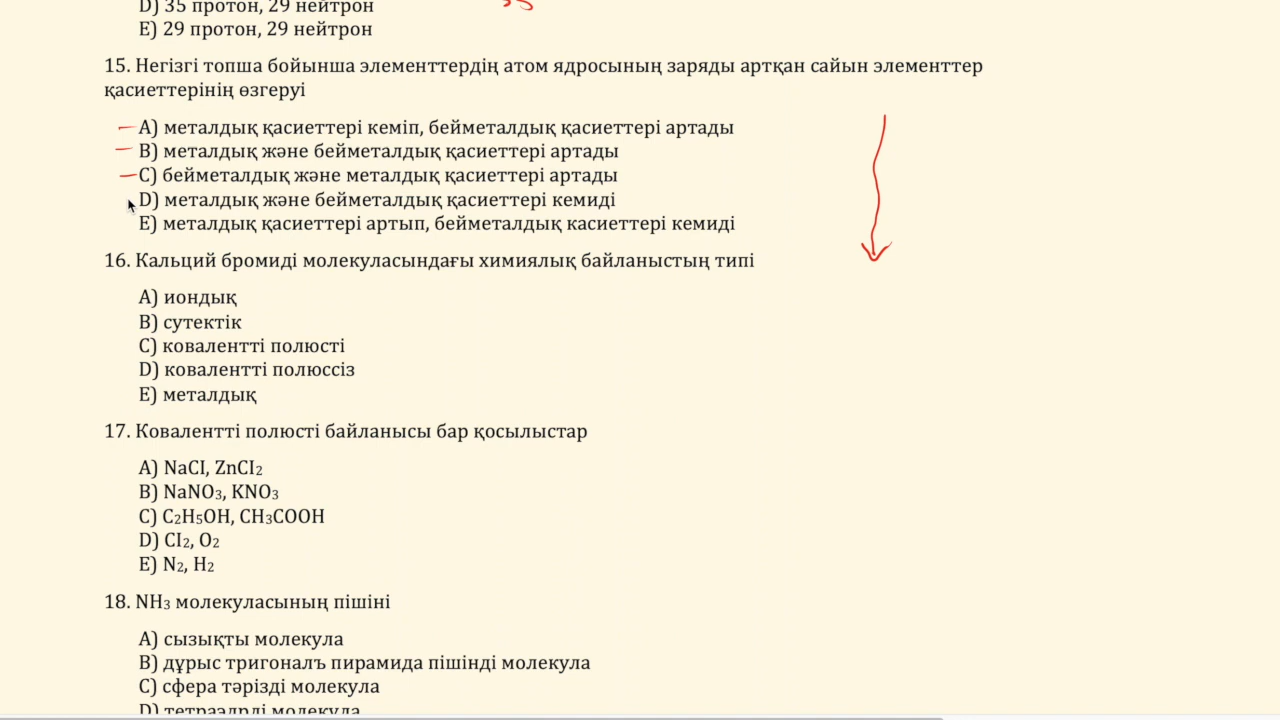 D) 35 протон, 29 нейтрон
E) 29 протон, 29 нейтрон
15. Негізгі топша бойынша элементтердің атом ядросының заряды артқан сайын элементтер
қасиеттерінің өзгеруі
A) металдық қасиеттері кеміп, бейметалдық қасиеттері артады
B) металдық және бейметалдық қасиеттері артады
C) бейметалдық және металдық қасиеттері артады
D) металдық және бейметалдық қасиеттері кемиді
E) металдық қасиеттері артып, бейметалдық касиеттері кемиді
16. Кальций бромиді молекуласындағы химиялық байланыстың типі
A) иондық
B) сутектік
C) ковалентті полюсті
D) ковалентті полюссіз
E) металдық
17. Ковалентті полюсті байланысы бар қосылыстар
A) NaCI, ZnCI₂
B) NaNO₃, KNO₃
C) C₂H₅OH, CH₃COOH
D) CI₂, O₂
E) N₂, H₂
18. NH₃ молекуласының пішіні
A) сызықты молекула
B) дұрыс тригоналъ пирамида пішінді молекула
C) сфера тәрізді молекула
D) тетраэдрлі молекула